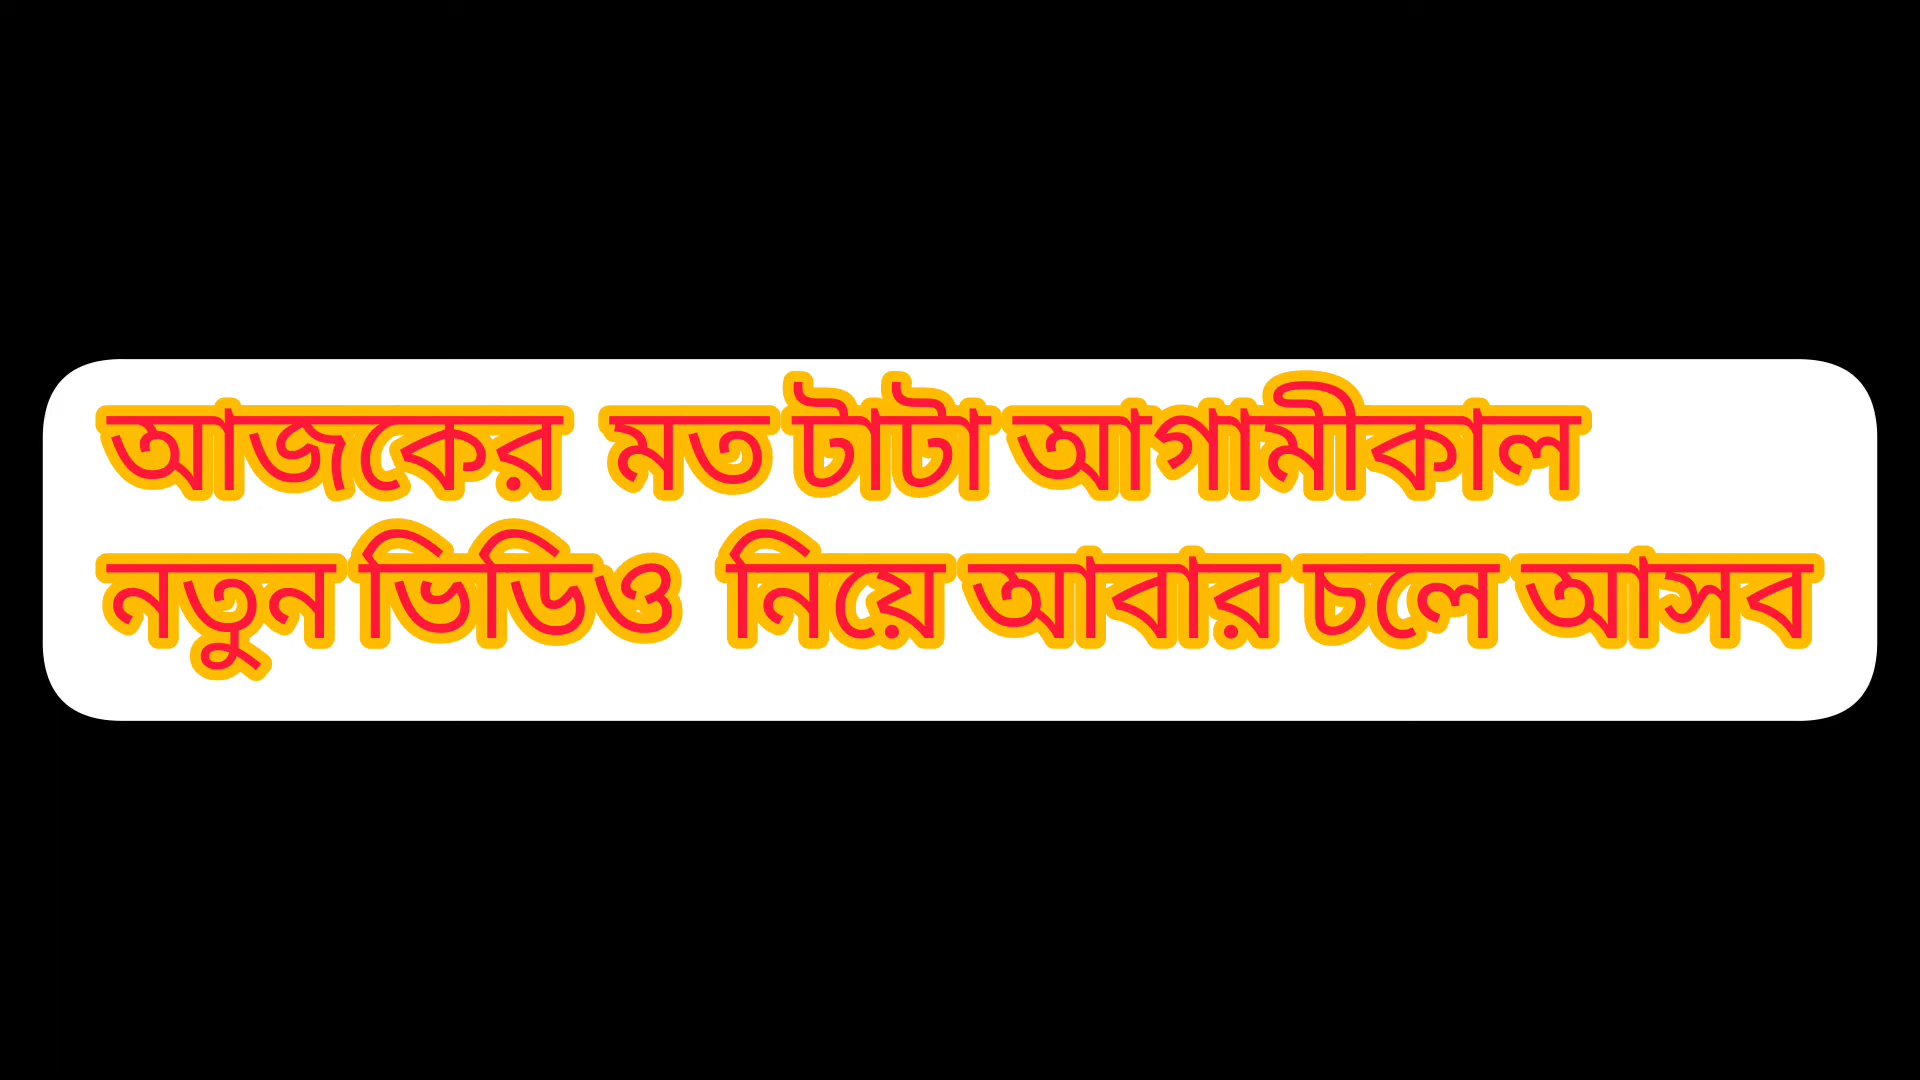 আজকের মত টাটা আগামীকাল
নতুন ভিডিও নিয়ে আবার চলে আসব